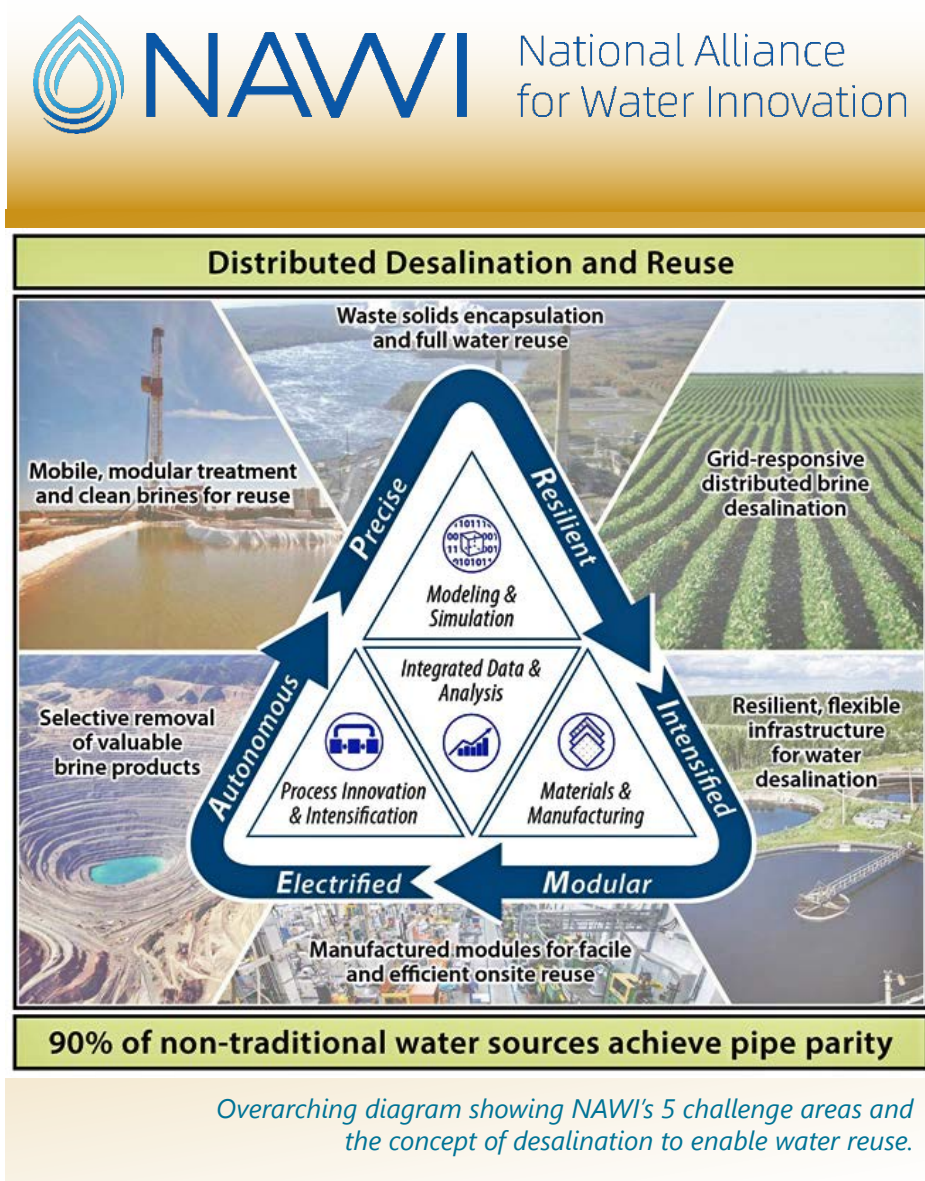 NAWI
National Alliance
for Water Innovation
Distributed Desalination and Reuse
Waste solids encapsulation
and full water reuse
Mobile, modular treatment
and clean brines for reuse
Grid-responsive
distributed brine
desalination
Precise
Resilient
Modeling &
Simulation
Integrated Data &
Analysis
Autonomous
Intensified
Selective removal
of valuable
brine products
Resilient, flexible
infrastructure
for water
desalination
Process Innovation
& Intensification
Materials &
Manufacturing
Electrified
Modular
Manufactured modules for facile
and efficient onsite reuse
90% of non-traditional water sources achieve pipe parity
Overarching diagram showing NAWI's 5 challenge areas and
the concept of desalination to enable water reuse.